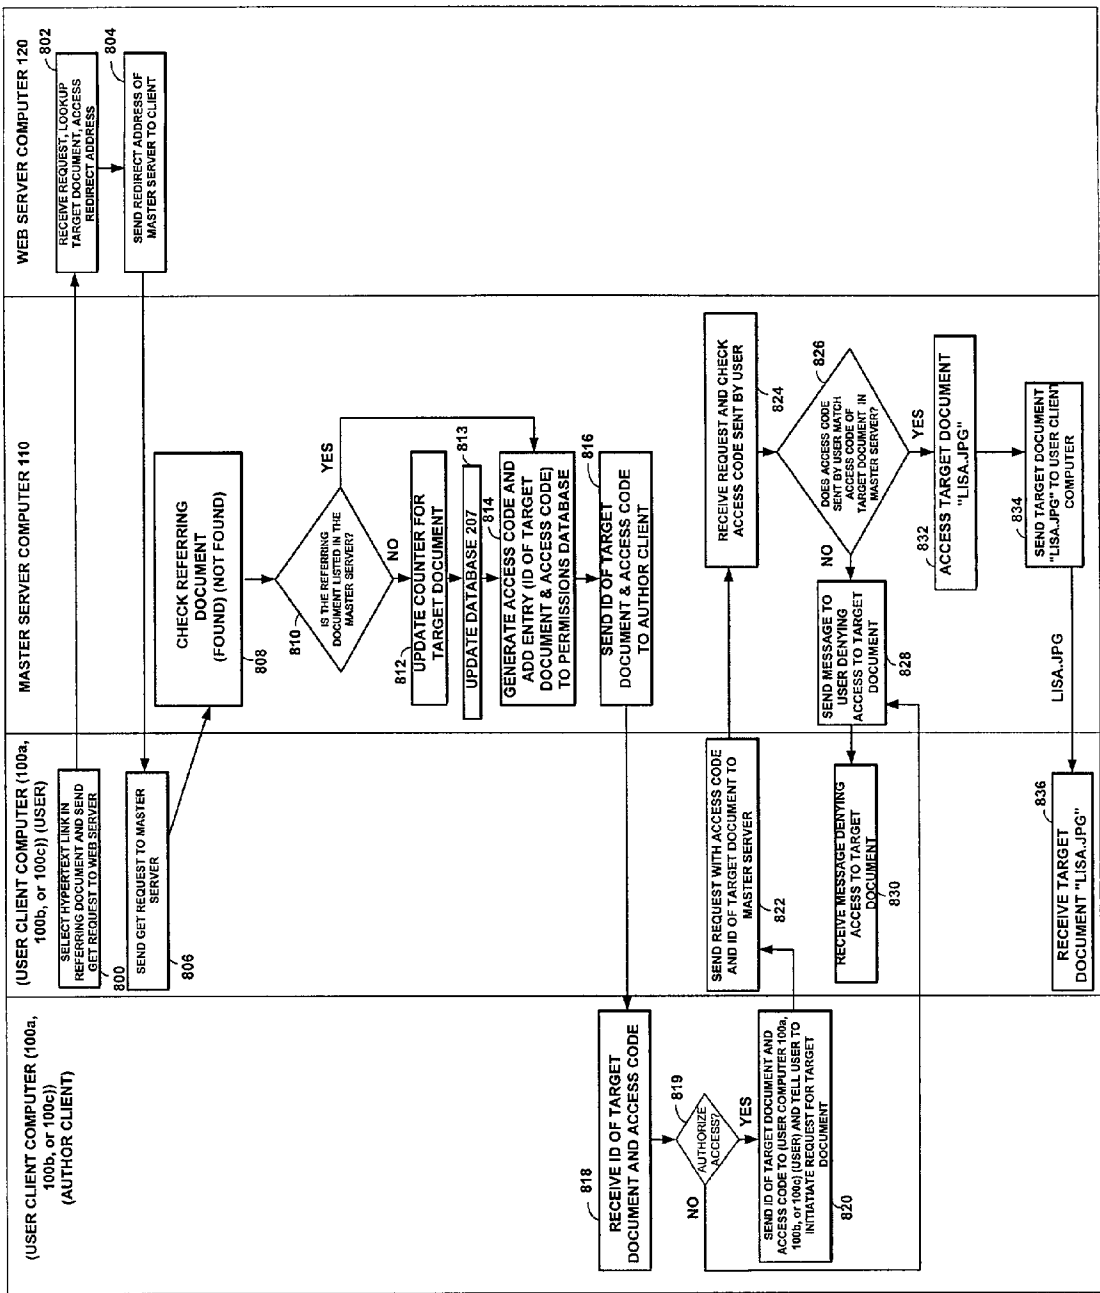 WEB SERVER COMPUTER 120
802
RECEIVE REQUEST, LOOKUP
TARGET DOCUMENT, ACCESS
REDIRECT ADDRESS
804
SEND REDIRECT ADDRESS OF
MASTER SERVER TO CLIENT
MASTER SERVER COMPUTER 110
CHECK REFERRING
DOCUMENT
(FOUND) (NOT FOUND)
808
810
IS THE REFERRING
DOCUMENT LISTED IN THE
MASTER SERVER?
YES
NO
812
UPDATE COUNTER FOR
TARGET DOCUMENT
813
UPDATE DATABASE 207
814
GENERATE ACCESS CODE AND
ADD ENTRY (ID OF TARGET
DOCUMENT & ACCESS CODE)
TO PERMISSIONS DATABASE
816
SEND ID OF TARGET
DOCUMENT & ACCESS CODE
TO AUTHOR CLIENT
RECEIVE REQUEST AND CHECK
ACCESS CODE SENT BY USER
824
826
DOES ACCESS CODE
SENT BY USER MATCH
ACCESS CODE OF
TARGET DOCUMENT IN
MASTER SERVER?
NO
YES
SEND MESSAGE TO
USER DENYING
ACCESS TO TARGET
DOCUMENT
828
832
ACCESS TARGET DOCUMENT
"LISA.JPG"
834
SEND TARGET DOCUMENT
"LISA.JPG" TO USER CLIENT
COMPUTER
LISA.JPG
(USER CLIENT COMPUTER (100a,
100b, or 100c)) (USER)
SELECT HYPERTEXT LINK IN
REFERRING DOCUMENT AND SEND
GET REQUEST TO WEB SERVER
800
SEND GET REQUEST TO MASTER
SERVER
806
SEND REQUEST WITH ACCESS CODE
AND ID OF TARGET DOCUMENT TO
MASTER SERVER
822
RECEIVE MESSAGE DENYING
ACCESS TO TARGET
DOCUMENT
830
836
RECEIVE TARGET
DOCUMENT "LISA.JPG"
(USER CLIENT COMPUTER (100a,
100b, or 100c))
(AUTHOR CLIENT)
818
RECEIVE ID OF TARGET
DOCUMENT AND ACCESS CODE
819
AUTHORIZE
ACCESS?
NO
YES
SEND ID OF TARGET DOCUMENT AND
ACCESS CODE TO (USER COMPUTER 100a,
100b, or 100c) (USER) AND TELL USER TO
INITIATIATE REQUEST FOR TARGET
DOCUMENT
820